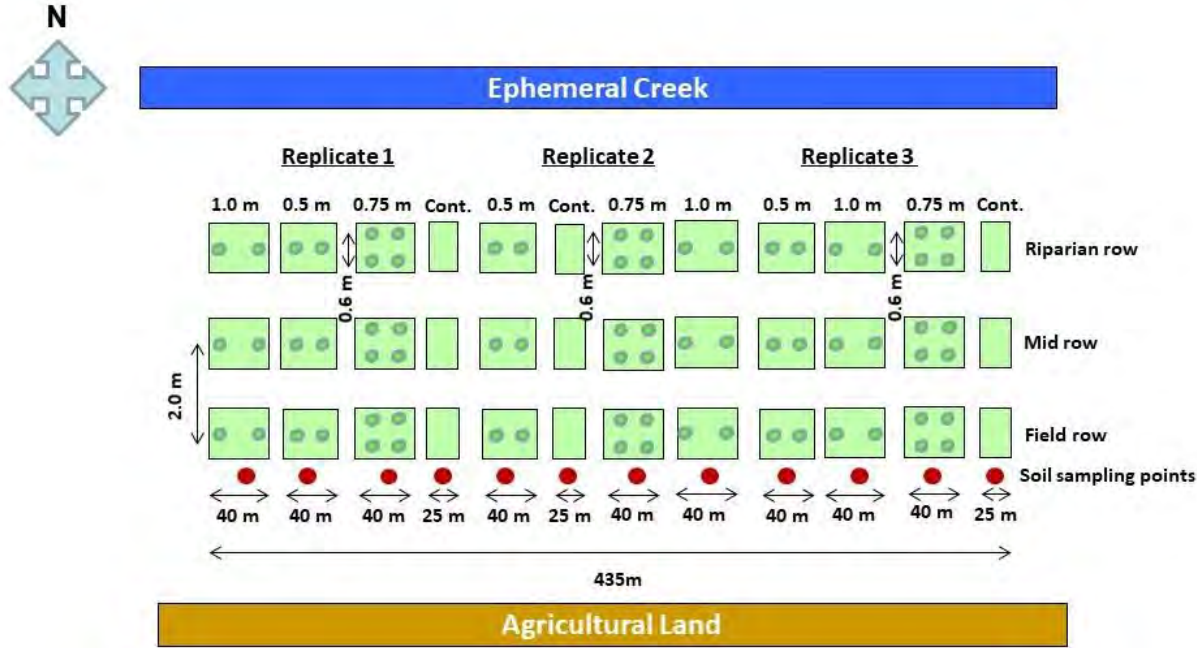 N
Ephemeral Creek
Replicate 1 Replicate 2 Replicate 3
1.0 m 0.5 m 0.75 m Cont. 0.5 m Cont. 0.75 m 1.0 m 0.5 m 1.0 m 0.75 m Cont.
Riparian row
0.6 m 0.6 m 0.6 m
Mid row
2.0 m
Field row
Soil sampling points
40 m 40 m 40 m 25 m 40 m 25 m 40 m 40 m 40 m 40 m 40 m 25 m
435m
Agricultural Land